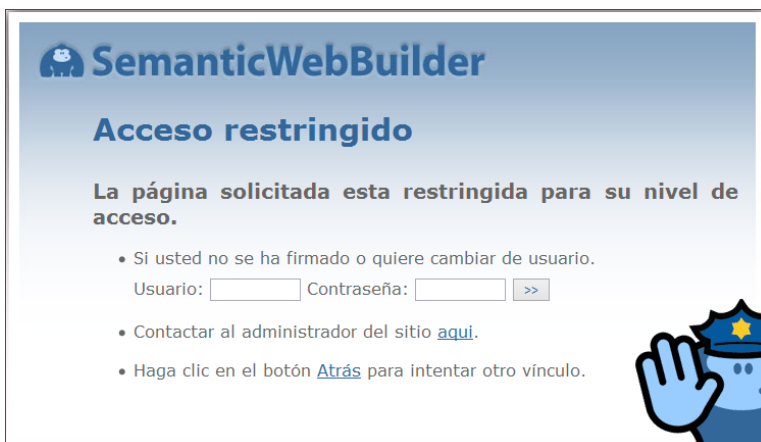 SemanticWebBuilder
Acceso restringido
La página solicitada esta restringida para su nivel de
acceso.
• Si usted no se ha firmado o quiere cambiar de usuario.
Usuario: Contraseña: >>
• Contactar al administrador del sitio aqui.
• Haga clic en el botón Atrás para intentar otro vínculo.